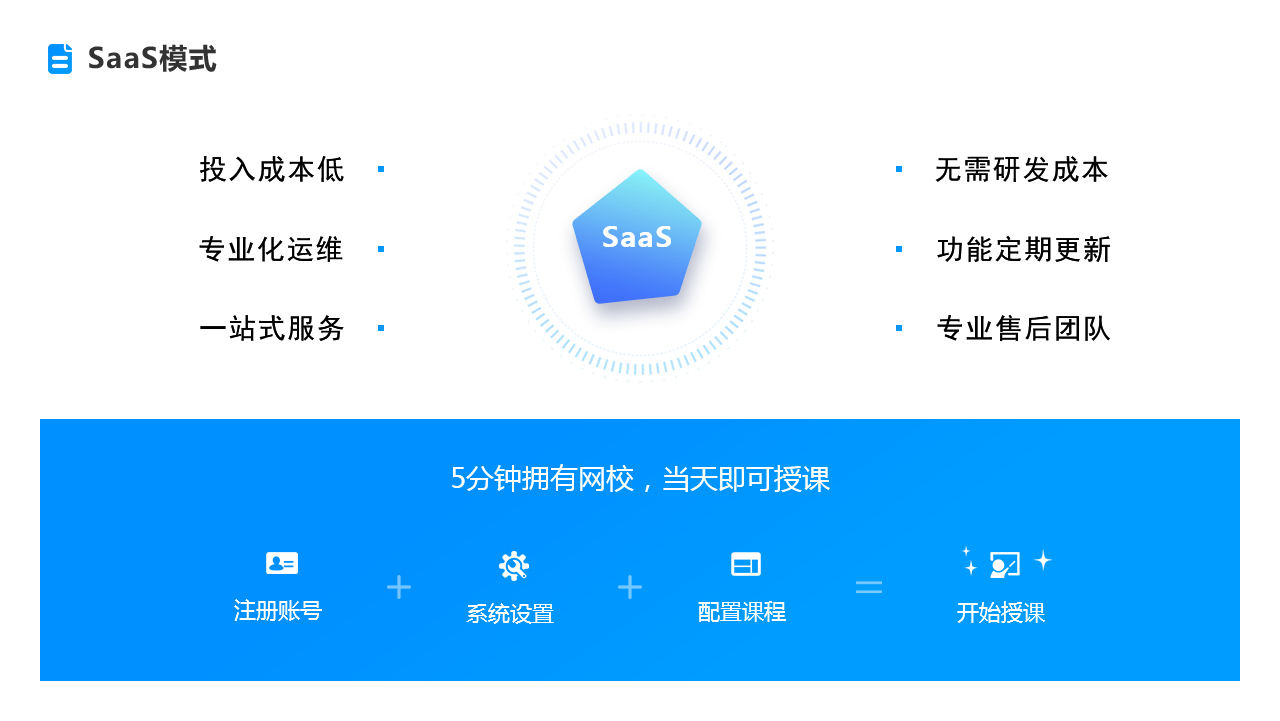 SaaS模式
投入成本低
专业化运维
一站式服务
SaaS
无需研发成本
功能定期更新
专业售后团队
5分钟拥有网校，当天即可授课
注册账号
系统设置
配置课程
开始授课